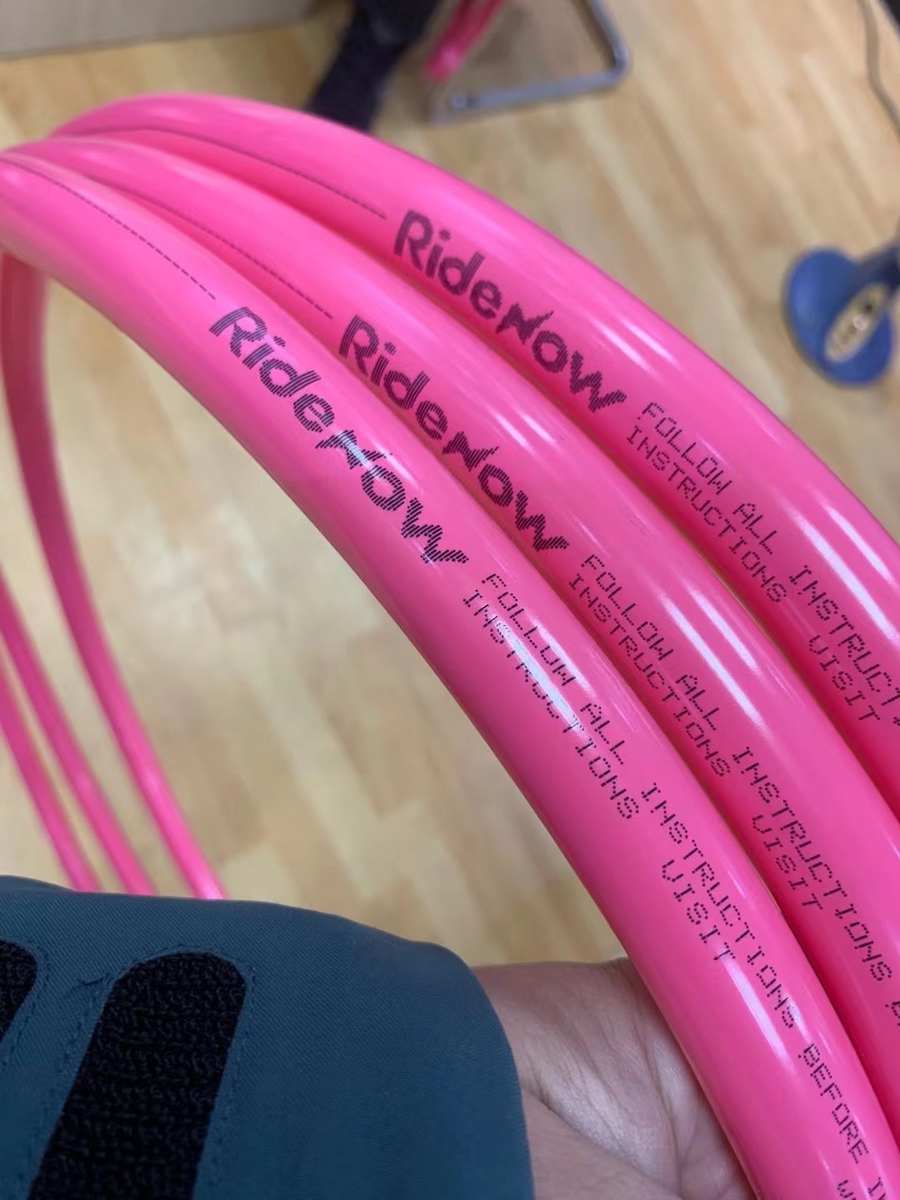 RideNOW
FOLLOW ALL INSTRUCT
INSTRUCTIONS VISIT
RideNOW
FOLLOW ALL INSTRUCTIONS
INSTRUCTIONS VISIT
RideNOW
FOLLOW ALL INSTRUCTIONS BEFORE
INSTRUCTIONS VISIT